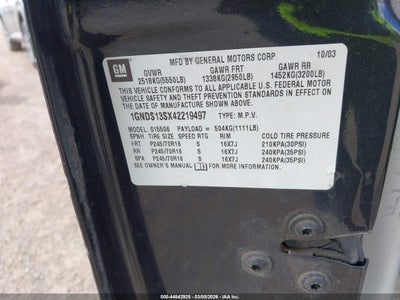 GM
MFD BY GENERAL MOTORS CORP 10/03
GVWR GAWR FRT GAWR RR
2518KG(5550LB) 1338KG(2950LB) 1452KG(3200LB)
THIS VEHICLE CONFORMS TO ALL APPLICABLE U.S. FEDERAL MOTOR
VEHICLE SAFETY AND THEFT PREVENTION STANDARDS IN EFFECT ON
THE DATE OF MANUFACTURE SHOWN ABOVE.
1GNDS13SX42219497 TYPE: M.P.V.
S15506 PAYLOAD = 504KG(1111LB)
SPNH TIRE SIZE SPEED RTG RIM COLD TIRE PRESSURE
FRT P245/70R16 S 16X7J 210KPA(30PSI)
RR P245/70R16 S 16X7J 240KPA(35PSI)
SPA P245/70R16 S 16X7J 240KPA(35PSI)
SEE OWNER'S MANUAL FOR ADDITIONAL INFORMATION.
000-44542925 - 03/09/2026 - IAAI.com